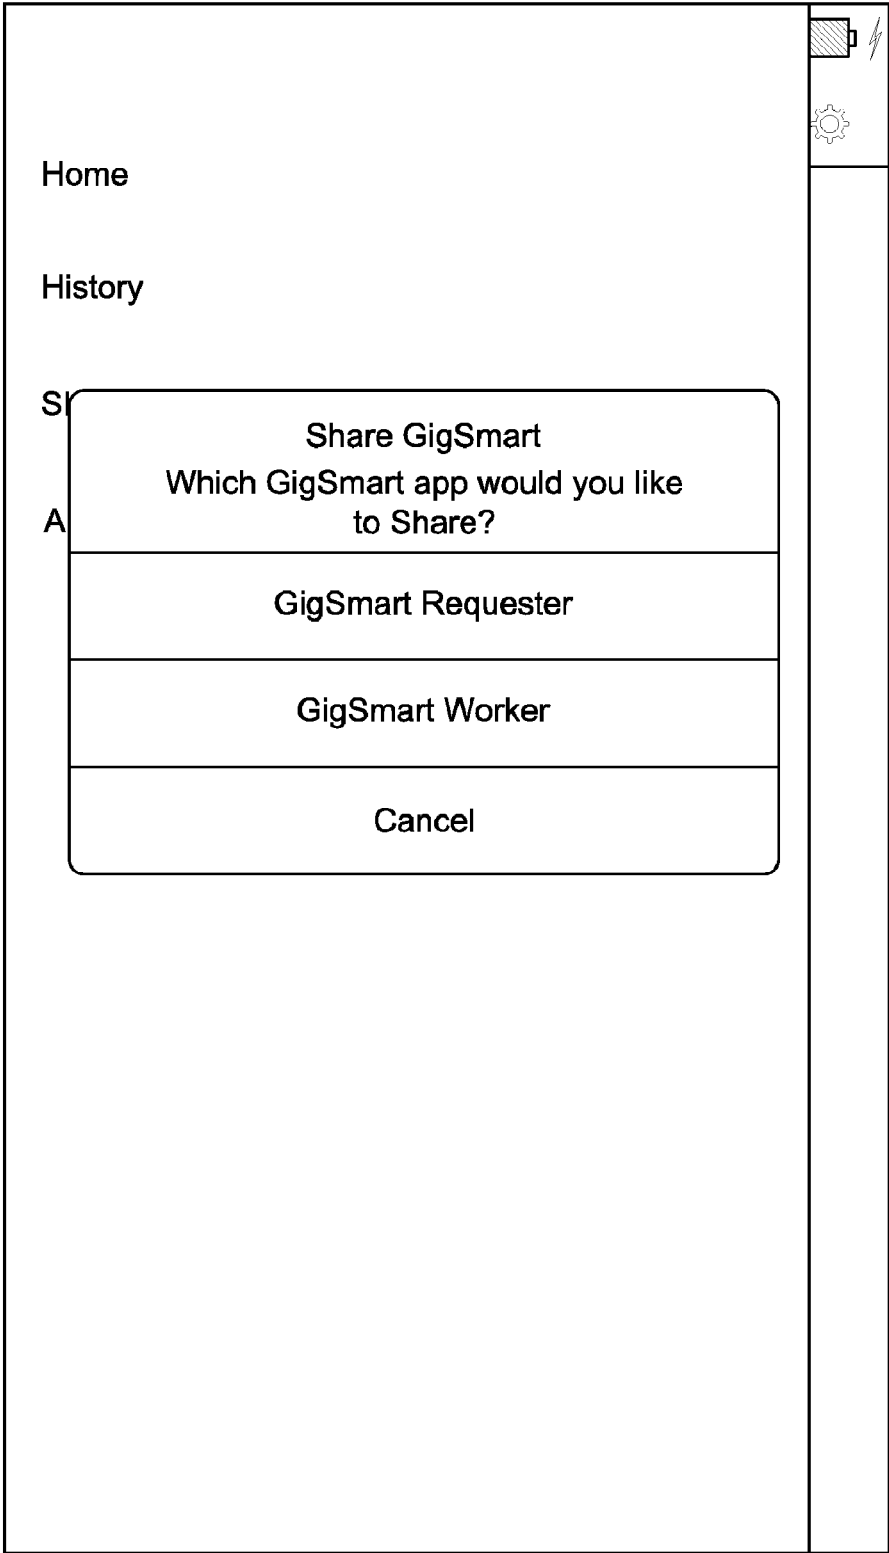 Home
History
Share GigSmart
Which GigSmart app would you like
to Share?
GigSmart Requester
GigSmart Worker
Cancel